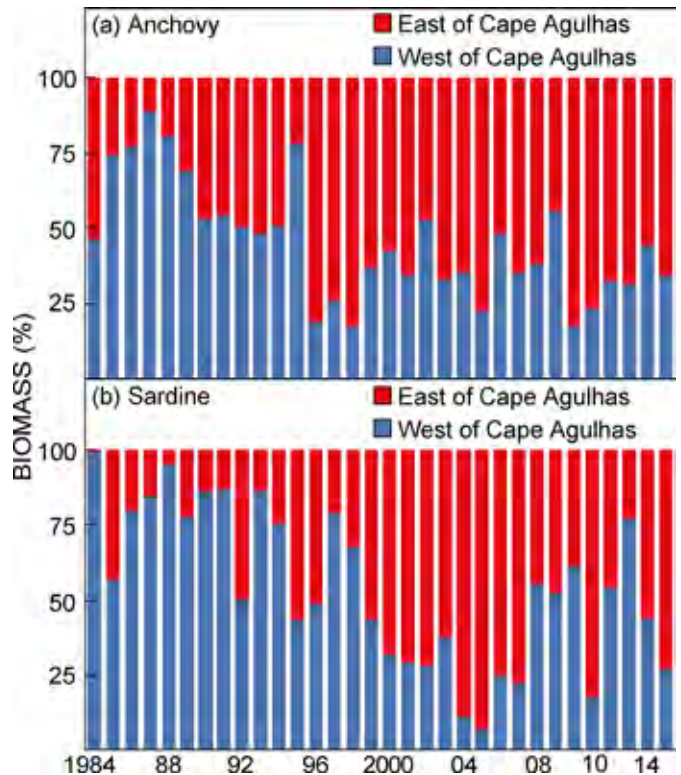 (a) Anchovy
East of Cape Agulhas
West of Cape Agulhas
100
75
50
25
BIOMASS (%)
(b) Sardine
East of Cape Agulhas
West of Cape Agulhas
100
75
50
25
1984 88 92 96 2000 04 08 10 14